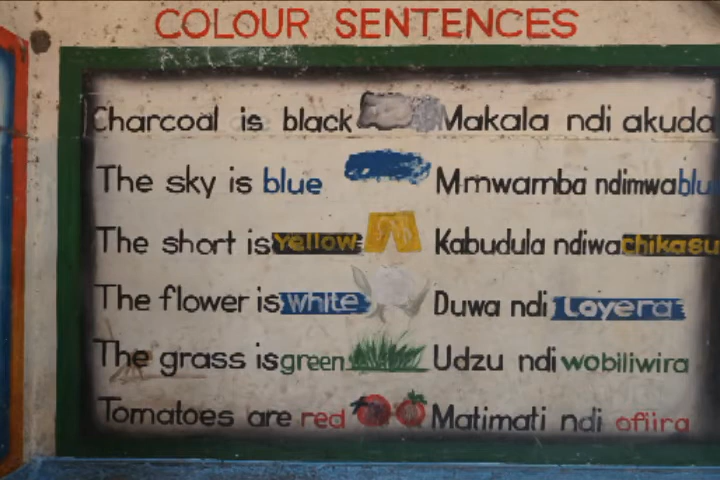 COLOUR SENTENCES
Charcoal is black Makala ndi akuda
The sky is blue Mmwamba ndimwablu
The short is yellow Kabudula ndiwachikasu
The flower is white Duwa ndi Loyera
The grass is green Udzu ndi wobiliwira
Tomatoes are red Matimati ndi ofiira